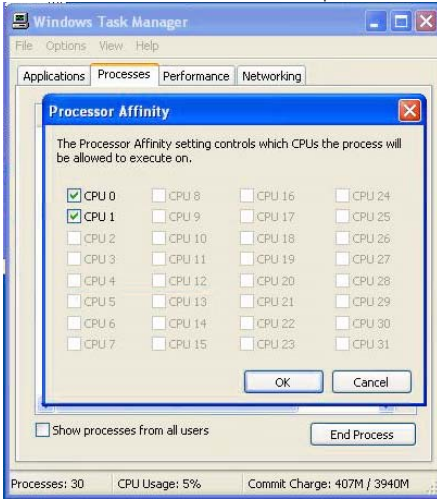 Windows Task Manager
File Options View Help
Applications Processes Performance Networking
Processor Affinity
The Processor Affinity setting controls which CPUs the process will
be allowed to execute on.
CPU 0 CPU 8 CPU 16 CPU 24
CPU 1 CPU 9 CPU 17 CPU 25
CPU 2 CPU 10 CPU 18 CPU 26
CPU 3 CPU 11 CPU 19 CPU 27
CPU 4 CPU 12 CPU 20 CPU 28
CPU 5 CPU 13 CPU 21 CPU 29
CPU 6 CPU 14 CPU 22 CPU 30
CPU 7 CPU 15 CPU 23 CPU 31
OK Cancel
Show processes from all users End Process
Processes: 30 CPU Usage: 5% Commit Charge: 407M / 3940M